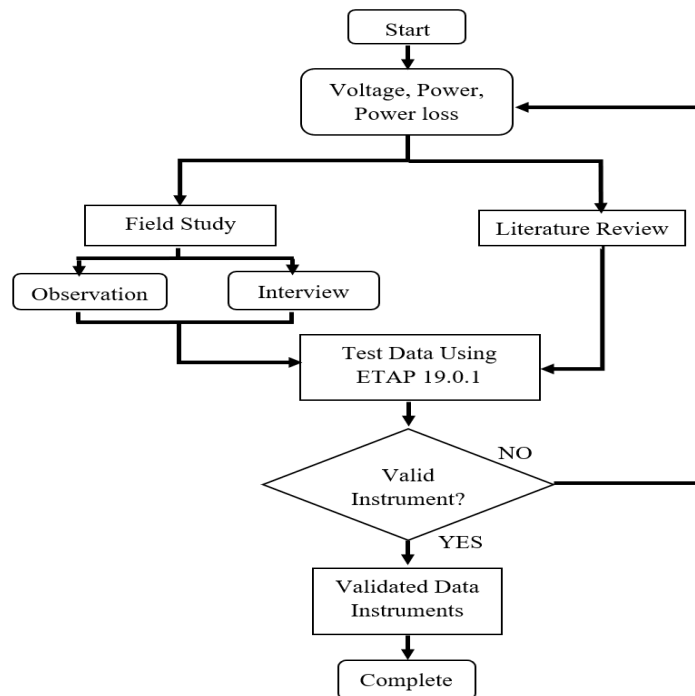 Start
Voltage, Power,
Power loss
Field Study
Literature Review
Observation
Interview
Test Data Using
ETAP 19.0.1
Valid
Instrument?
NO
YES
Validated Data
Instruments
Complete